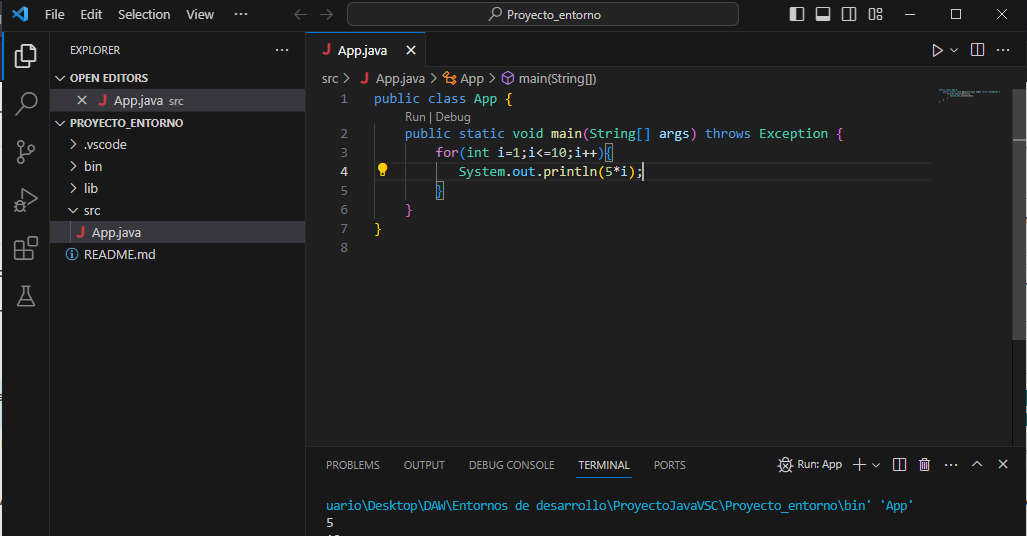 File Edit Selection View ··· Proyecto_entorno
EXPLORER ···
App.java
OPEN EDITORS
App.java src
PROYECTO_ENTORNO
.vscode
bin
lib
src
App.java
README.md
src > App.java > App > main(String[])
1 public class App {
Run | Debug
2 public static void main(String[] args) throws Exception {
3 for(int i=1;i<=10;i++){
4 System.out.println(5*i);
5 }
6 }
7 }
8
PROBLEMS OUTPUT DEBUG CONSOLE TERMINAL PORTS Run: App
uario\Desktop\DAW\Entornos de desarrollo\ProyectoJavaVSC\Proyecto_entorno\bin' 'App'
5